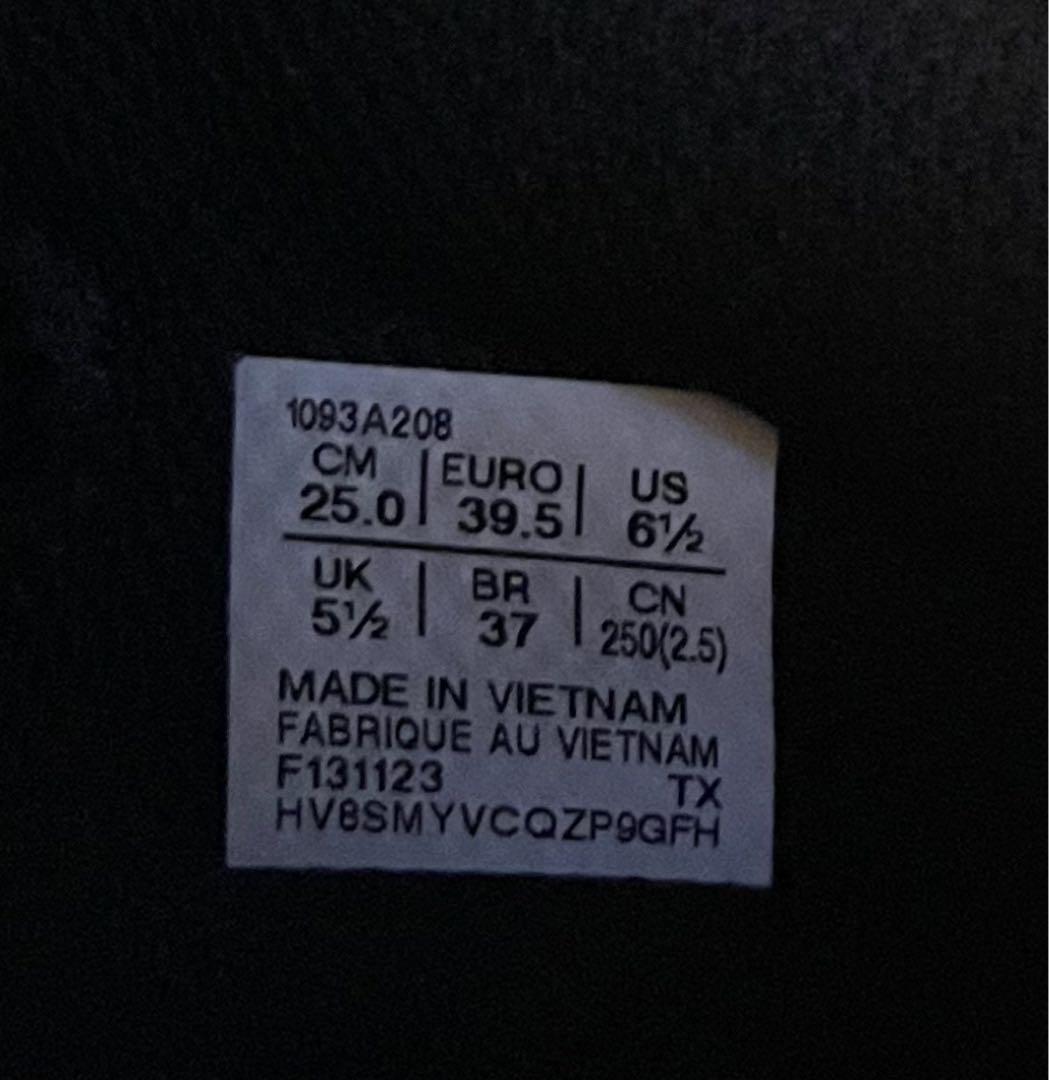 1093A208
CM | EURO | US
25.0 | 39.5 | 6½
UK | BR | CN
5½ | 37 | 250(2.5)
MADE IN VIETNAM
FABRIQUE AU VIETNAM
F131123 TX
HV8SMYVCQZP9GFH